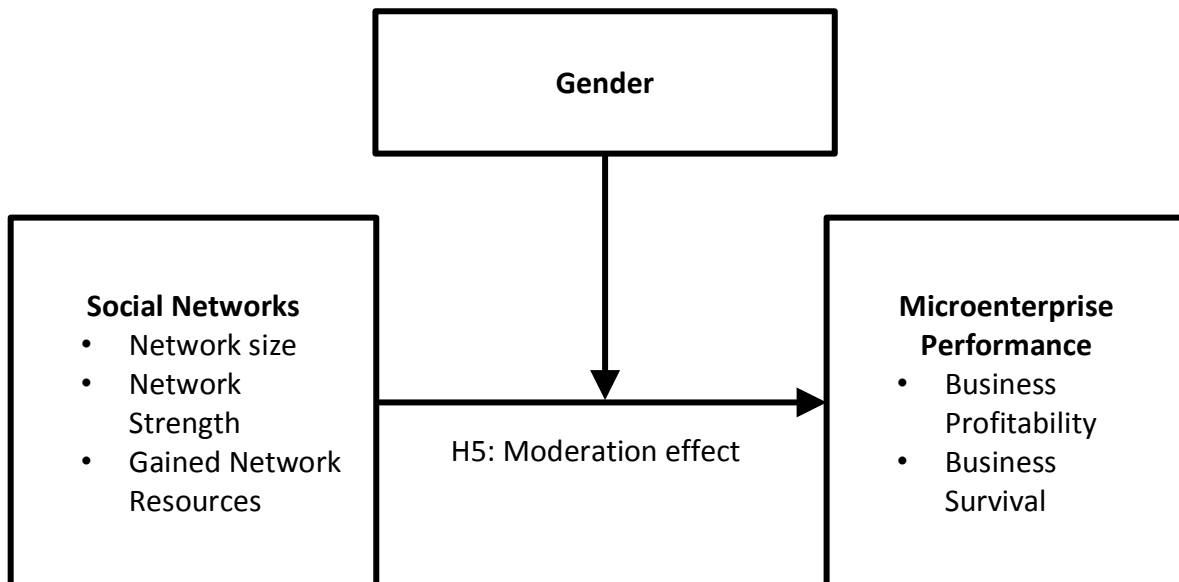 Gender
Social Networks
• Network size
• Network
Strength
• Gained Network
Resources
H5: Moderation effect
Microenterprise
Performance
• Business
Profitability
• Business
Survival